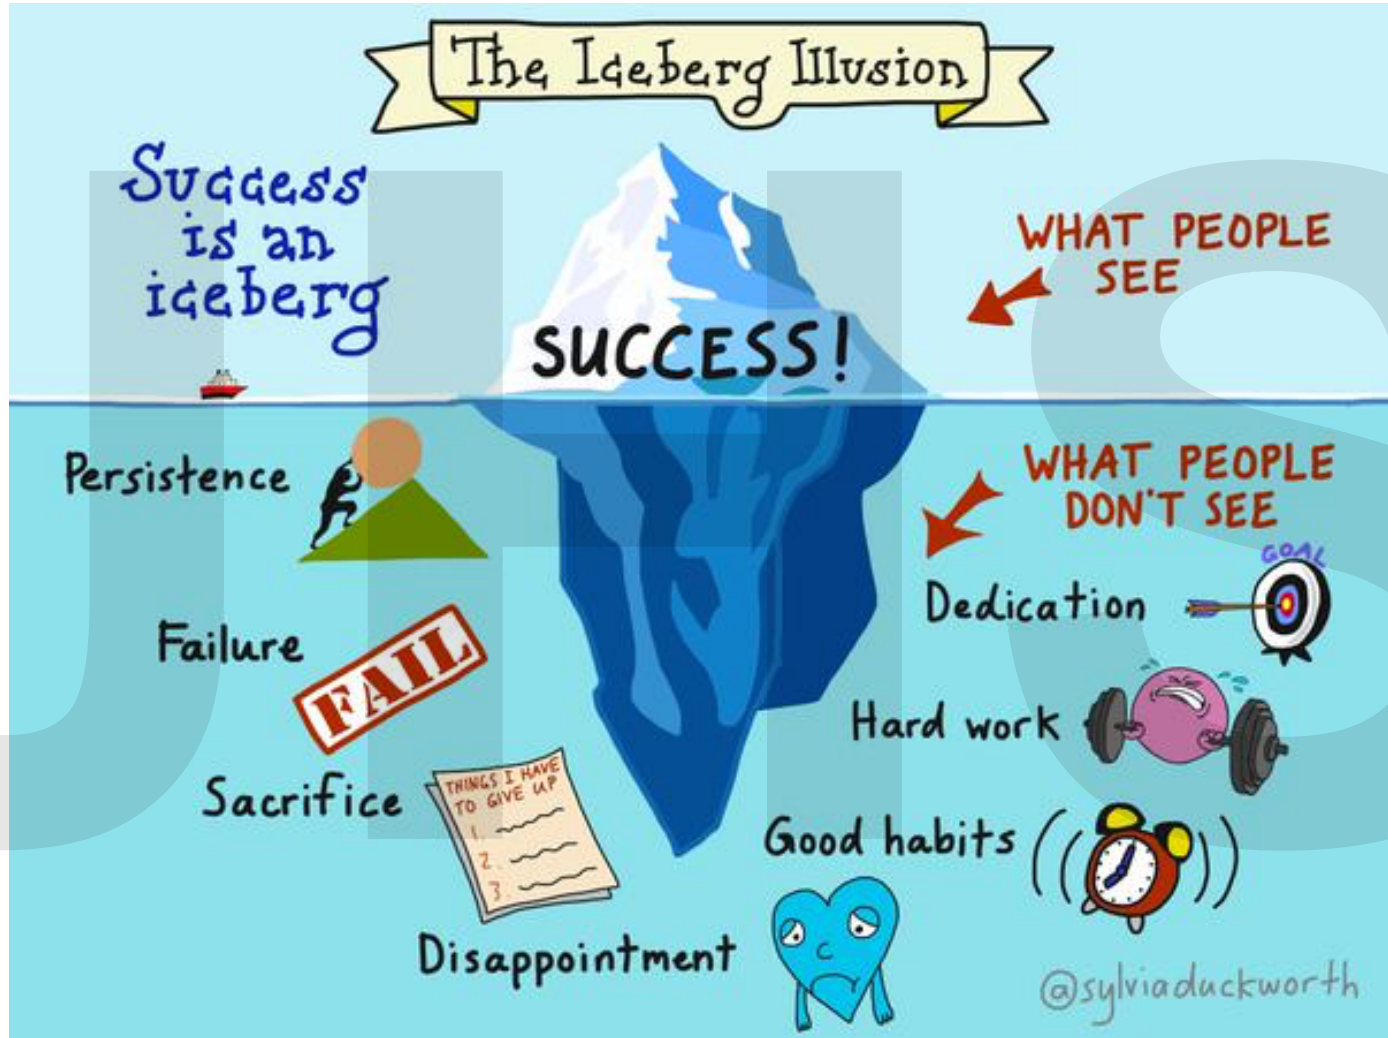 The Iceberg Illusion
Success
is an
iceberg
WHAT PEOPLE
SEE
SUCCESS!
Persistence
WHAT PEOPLE
DON'T SEE
GOAL
Dedication
Failure
FAIL
Hard work
Sacrifice
THINGS I HAVE
TO GIVE UP
1.
2.
3.
Good habits
Disappointment
@sylviaduckworth
UHS